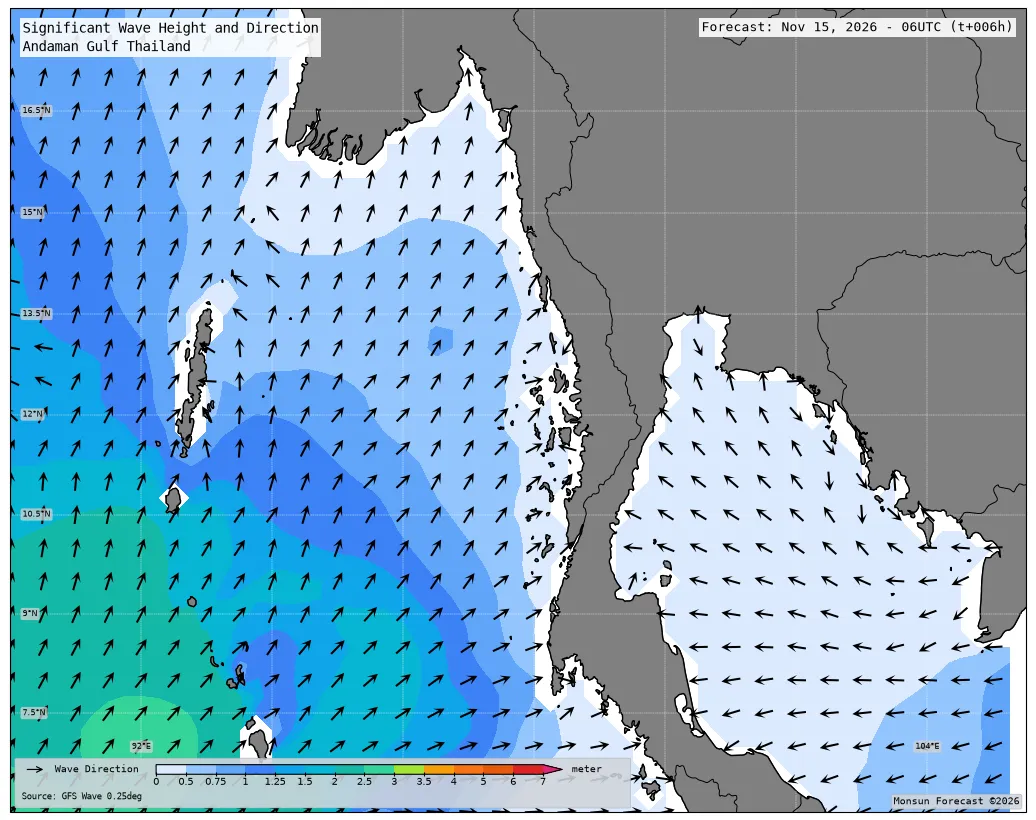 Significant Wave Height and Direction
Andaman Gulf Thailand
Forecast: Nov 15, 2026 - 06UTC (t+006h)
16.5°N
15°N
13.5°N
12°N
10.5°N
9°N
7.5°N
92°E
104°E
Wave Direction
meter
0.5 0.75 1 1.25 1.5 2 2.5 3 3.5 4 5 6 7
Source: GFS Wave 0.25deg
Monsun Forecast ©2026